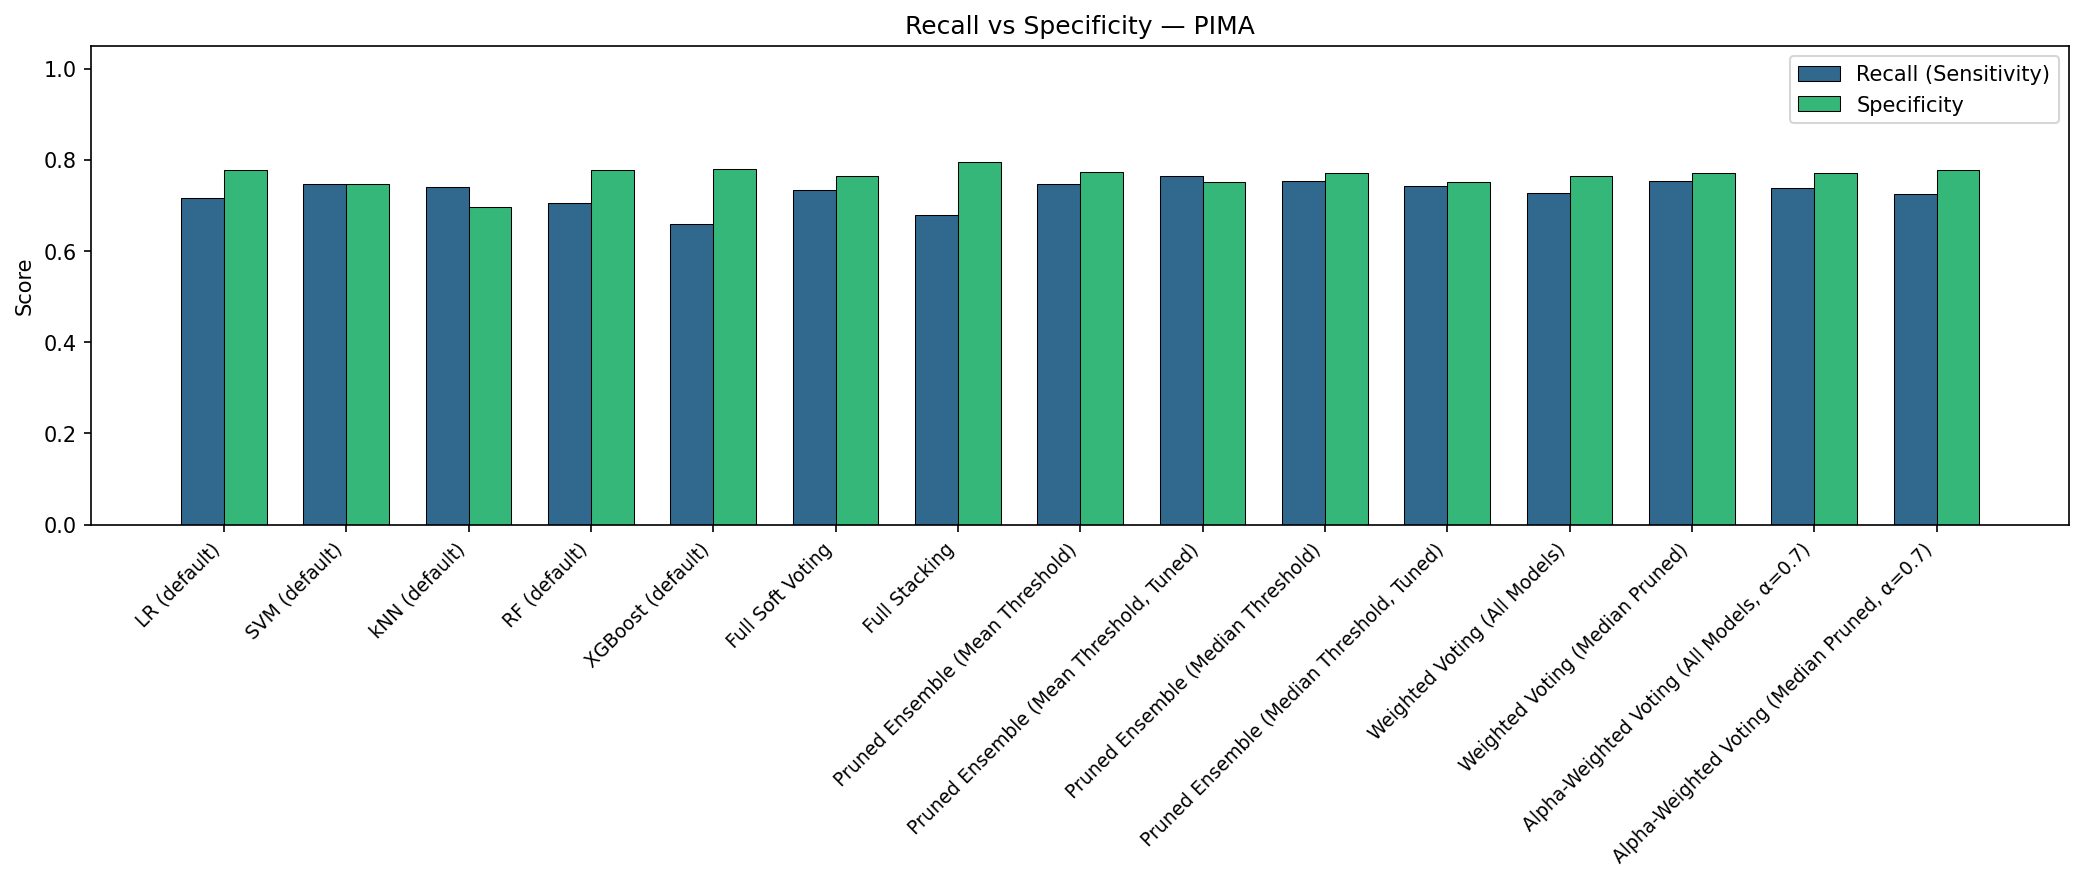 Recall vs Specificity — PIMA
Recall (Sensitivity)
Specificity
Score
1.0
0.8
0.6
0.4
0.2
0.0
LR (default)
SVM (default)
kNN (default)
RF (default)
XGBoost (default)
Full Soft Voting
Full Stacking
Pruned Ensemble (Mean Threshold)
Pruned Ensemble (Mean Threshold, Tuned)
Pruned Ensemble (Median Threshold)
Pruned Ensemble (Median Threshold, Tuned)
Weighted Voting (All Models)
Weighted Voting (Median Pruned)
Alpha-Weighted Voting (All Models, α=0.7)
Alpha-Weighted Voting (Median Pruned, α=0.7)